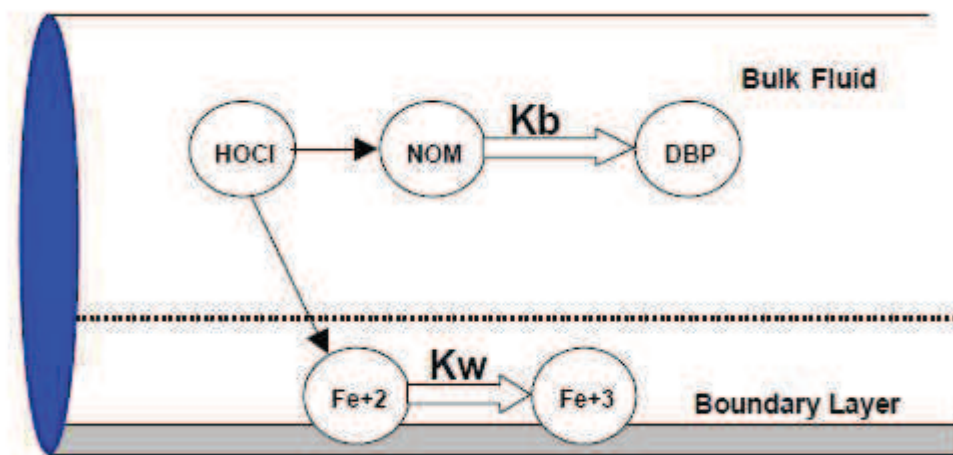 Bulk Fluid
Kb
HOCl
NOM
DBP
Kw
Fe+2
Fe+3
Boundary Layer